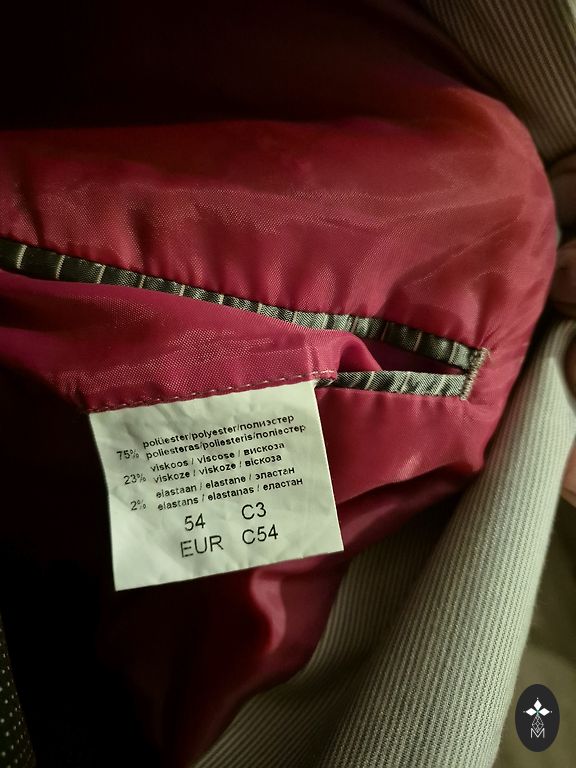 75% polüester/polyester/полиэстер
poliesteras/poliesteris/поліестер
23% viskoos / viscose / вискоза
viskoze / viskoze / віскоза
2% elastaan / elastane / эластан
elastans / elastanas / еластан
54 C3
EUR C54
M